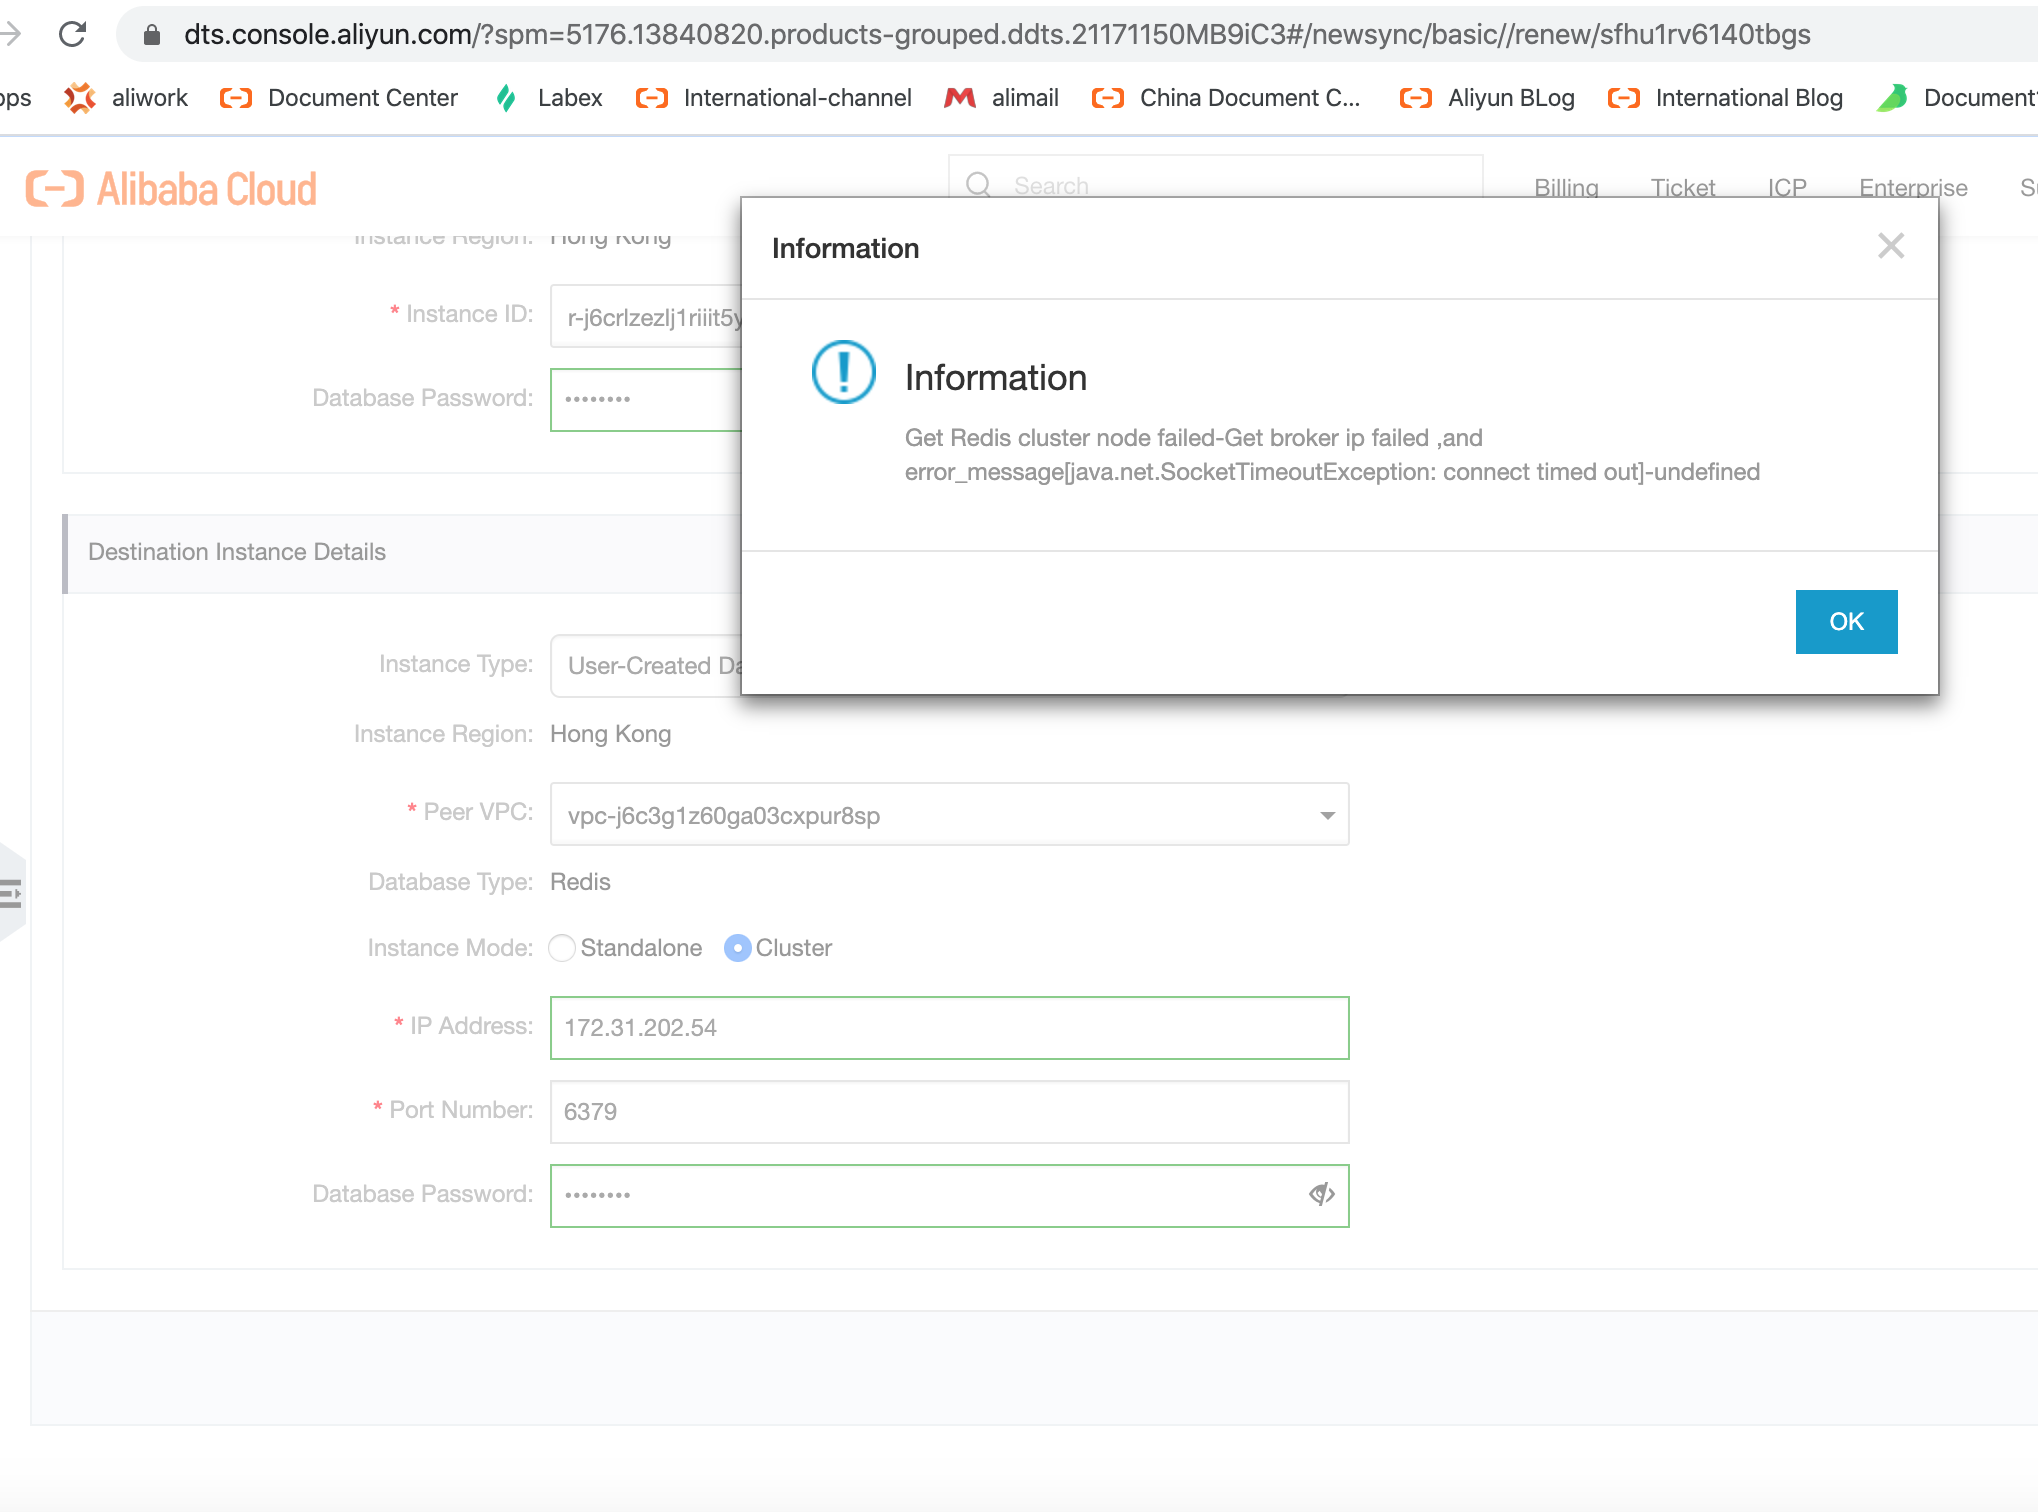 dts.console.aliyun.com/?spm=5176.13840820.products-grouped.ddts.21171150MB9iC3#/newsync/basic//renew/sfhu1rv6140tbgs
aliwork Document Center Labex International-channel alimail China Document C... Aliyun BLog International Blog Document
Alibaba Cloud Search Billing Ticket ICP Enterprise
Instance Region: Hong Kong
* Instance ID: r-j6crlzezlj1riiit5y
Database Password: ••••••••
Information
Information
Get Redis cluster node failed-Get broker ip failed ,and
error_message[java.net.SocketTimeoutException: connect timed out]-undefined
OK
Destination Instance Details
Instance Type: User-Created Da
Instance Region: Hong Kong
* Peer VPC: vpc-j6c3g1z60ga03cxpur8sp
Database Type: Redis
Instance Mode: Standalone Cluster
* IP Address: 172.31.202.54
* Port Number: 6379
Database Password: ••••••••